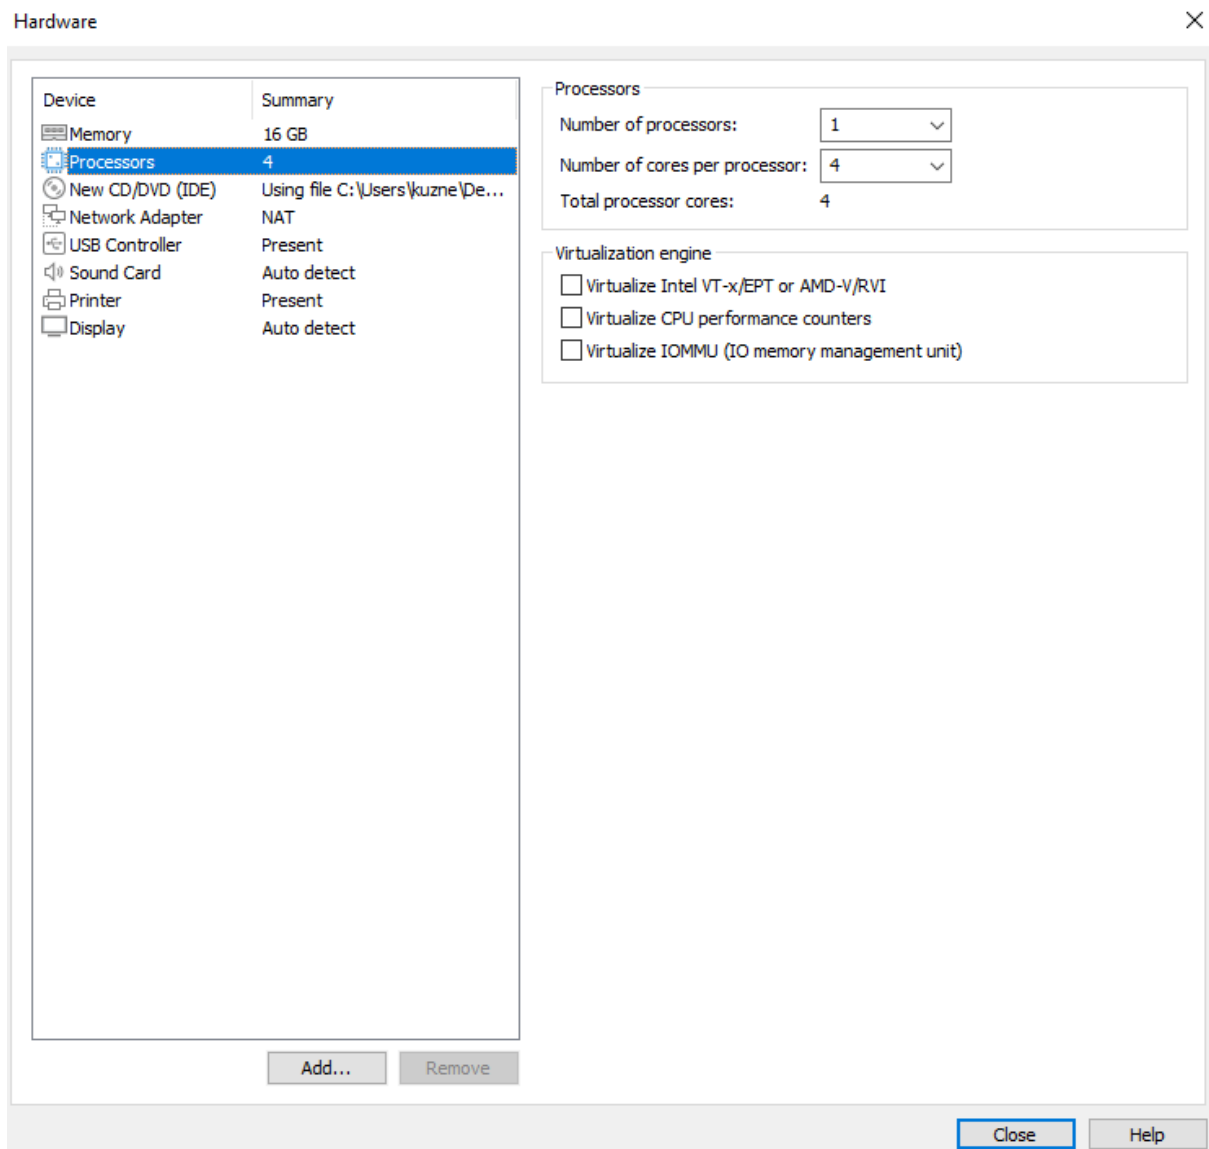 Hardware
Device Summary
Memory 16 GB
Processors 4
New CD/DVD (IDE) Using file C:\Users\kuzne\De...
Network Adapter NAT
USB Controller Present
Sound Card Auto detect
Printer Present
Display Auto detect
Add... Remove
Processors
Number of processors: 1
Number of cores per processor: 4
Total processor cores: 4
Virtualization engine
Virtualize Intel VT-x/EPT or AMD-V/RVI
Virtualize CPU performance counters
Virtualize IOMMU (IO memory management unit)
Close Help